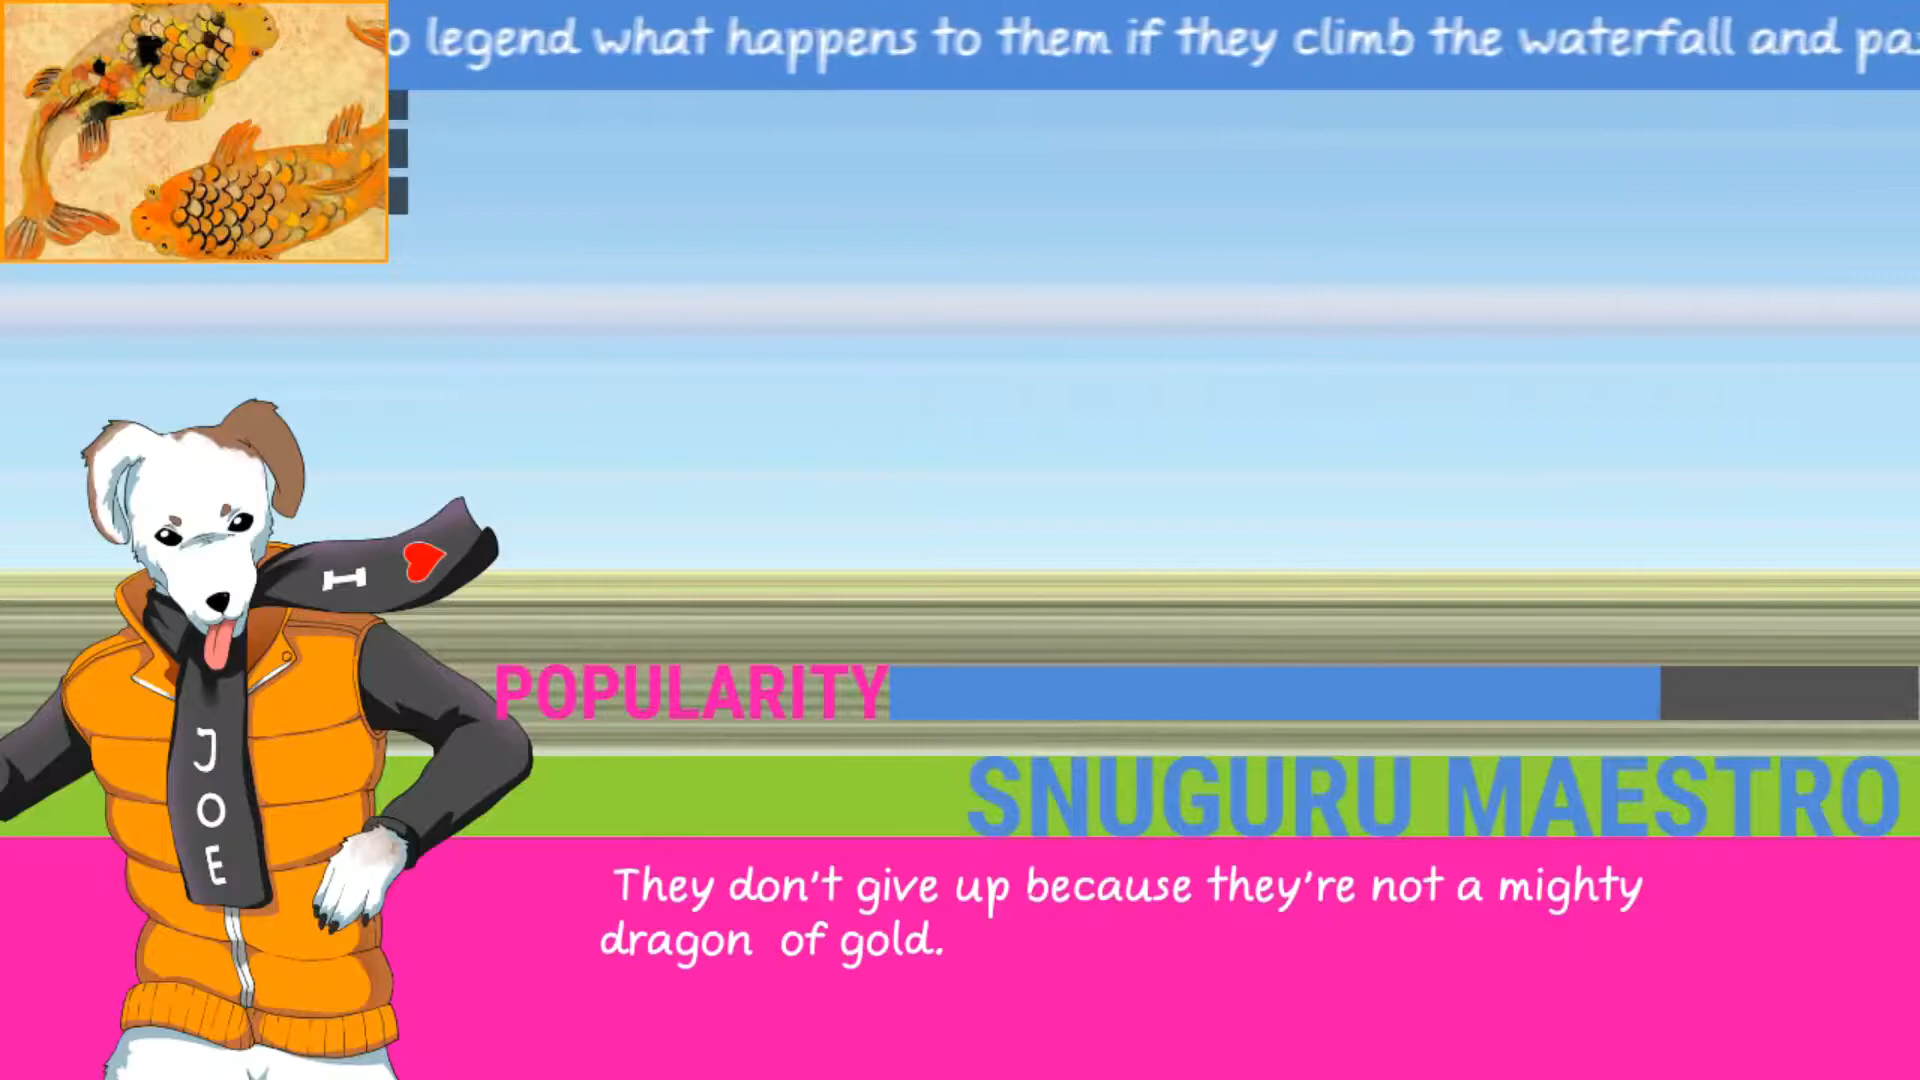 o legend what happens to them if they climb the waterfall and pa
I
JOE
POPULARITY
SNUGURU MAESTRO
They don't give up because they're not a mighty
dragon of gold.